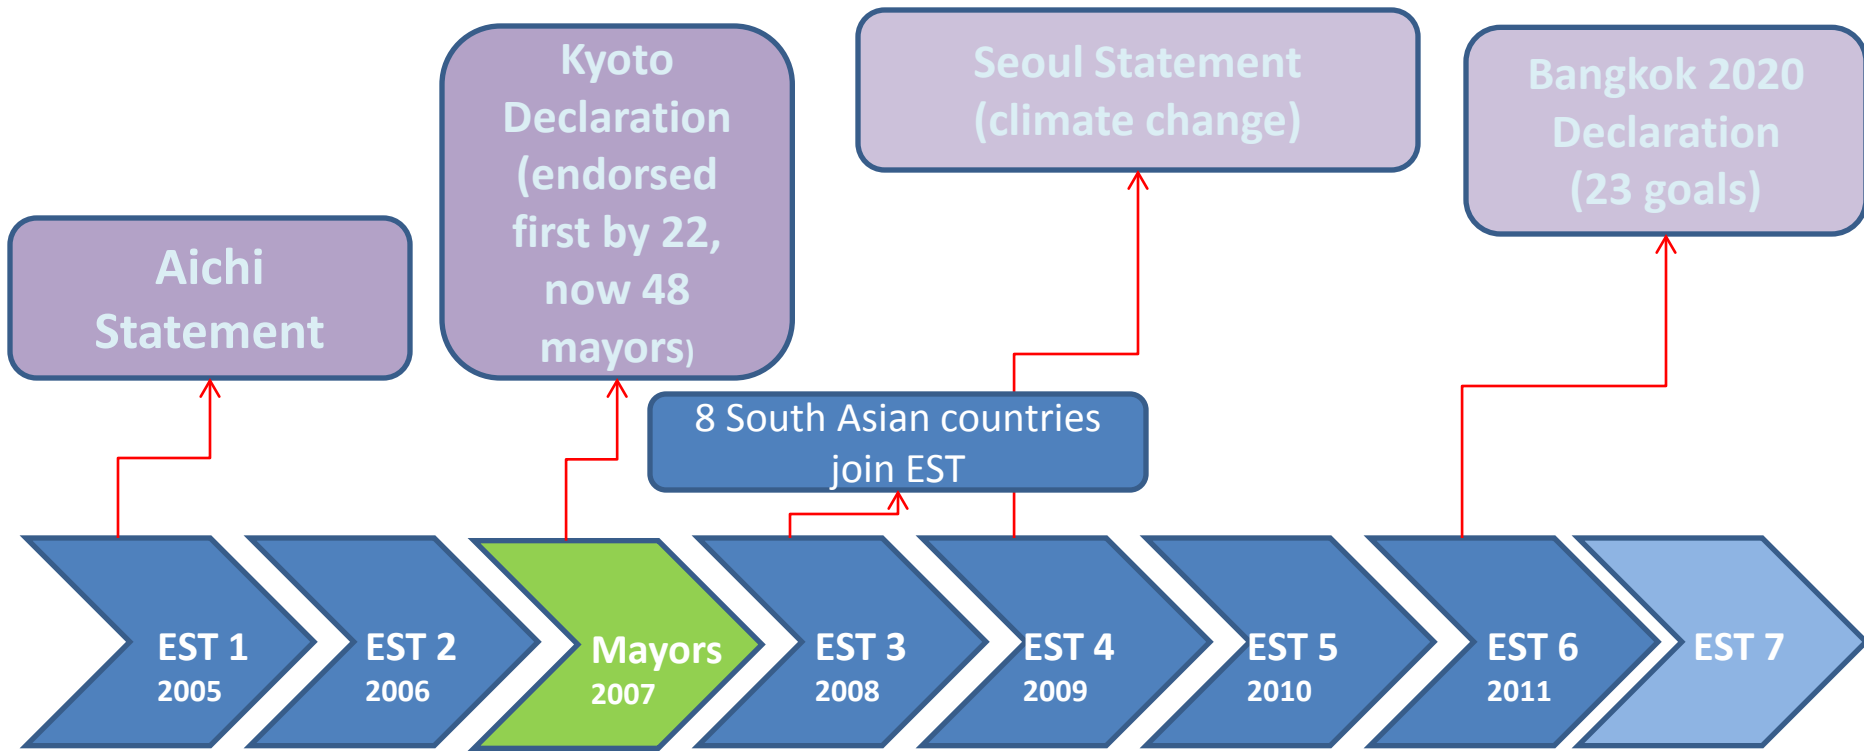 Aichi
Statement
Kyoto
Declaration
(endorsed
first by 22,
now 48
mayors)
Seoul Statement
(climate change)
Bangkok 2020
Declaration
(23 goals)
8 South Asian countries
join EST
EST 1
2005
EST 2
2006
Mayors
2007
EST 3
2008
EST 4
2009
EST 5
2010
EST 6
2011
EST 7